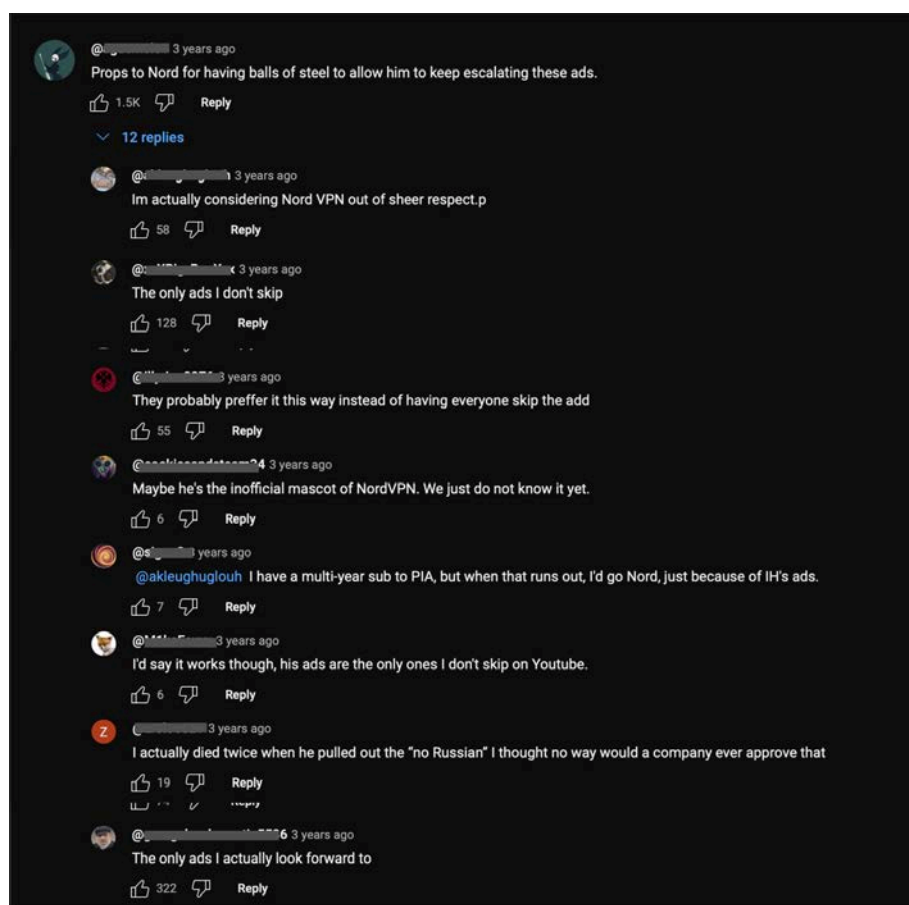 3 years ago
Props to Nord for having balls of steel to allow him to keep escalating these ads.
1.5K Reply
12 replies
3 years ago
Im actually considering Nord VPN out of sheer respect.p
58 Reply
3 years ago
The only ads I don't skip
128 Reply
3 years ago
They probably preffer it this way instead of having everyone skip the add
55 Reply
3 years ago
Maybe he's the inofficial mascot of NordVPN. We just do not know it yet.
6 Reply
years ago
@akleughuglouh I have a multi-year sub to PIA, but when that runs out, I'd go Nord, just because of IH's ads.
7 Reply
3 years ago
I'd say it works though, his ads are the only ones I don't skip on Youtube.
6 Reply
Z
3 years ago
I actually died twice when he pulled out the “no Russian” I thought no way would a company ever approve that
19 Reply
3 years ago
The only ads I actually look forward to
322 Reply